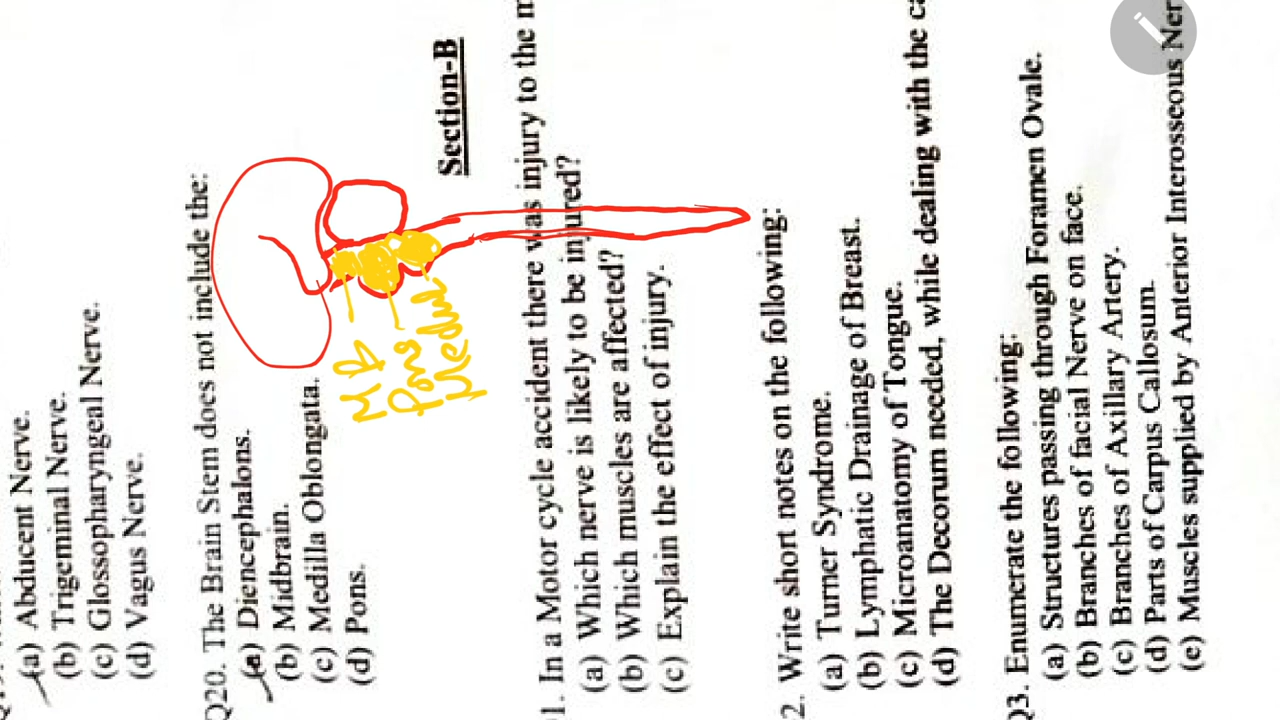 (a) Abducent Nerve.
(b) Trigeminal Nerve.
(c) Glossopharyngeal Nerve.
(d) Vagus Nerve.
Q20. The Brain Stem does not include the:
(a) Diencephalons.
(b) Midbrain.
(c) Medilla Oblongata.
(d) Pons.
MB
Pons
Medul
Section-B
1. In a Motor cycle accident there was injury to the
(a) Which nerve is likely to be injured?
(b) Which muscles are affected?
(c) Explain the effect of injury.
2. Write short notes on the following:
(a) Turner Syndrome.
(b) Lymphatic Drainage of Breast.
(c) Microanatomy of Tongue.
(d) The Decorum needed, while dealing with the
Q3. Enumerate the following:
(a) Structures passing through Foramen Ovale.
(b) Branches of facial Nerve on face.
(c) Branches of Axillary Artery.
(d) Parts of Carpus Callosum.
(e) Muscles supplied by Anterior Interosseous Ner